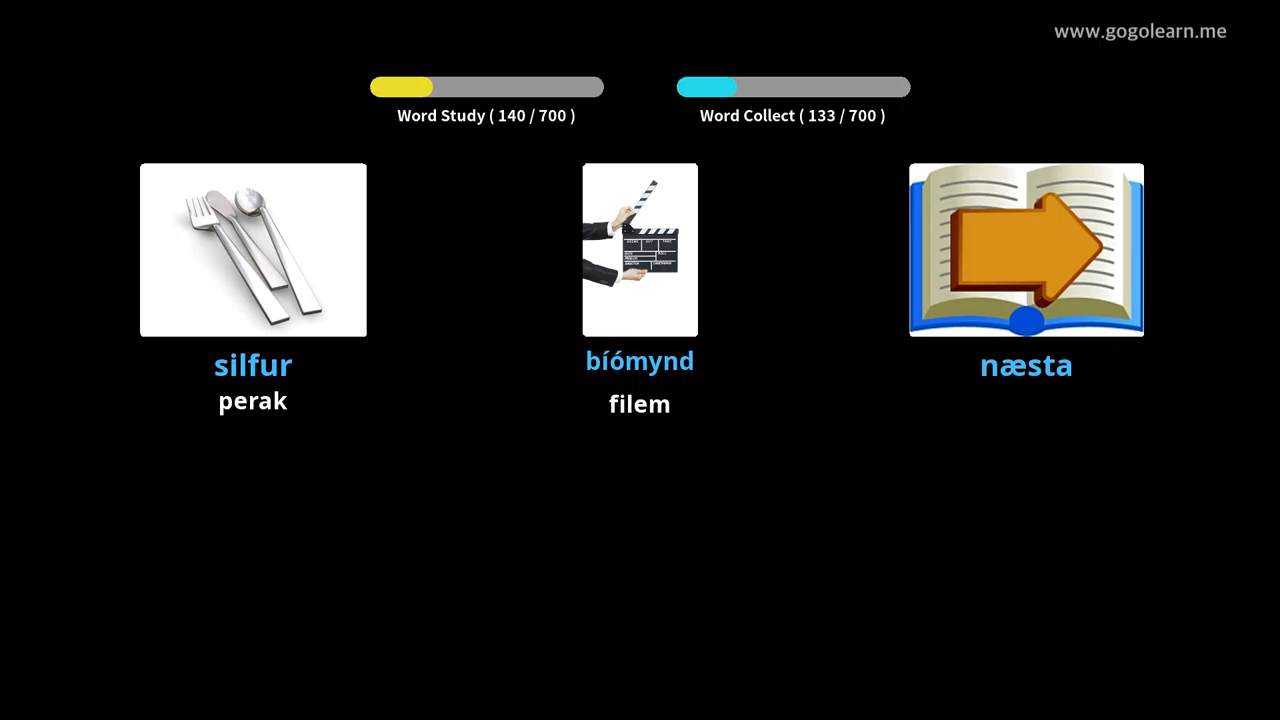 www.gogolearn.me
Word Study ( 140 / 700 )
Word Collect ( 133 / 700 )
silfur
perak
bíómynd
filem
næsta